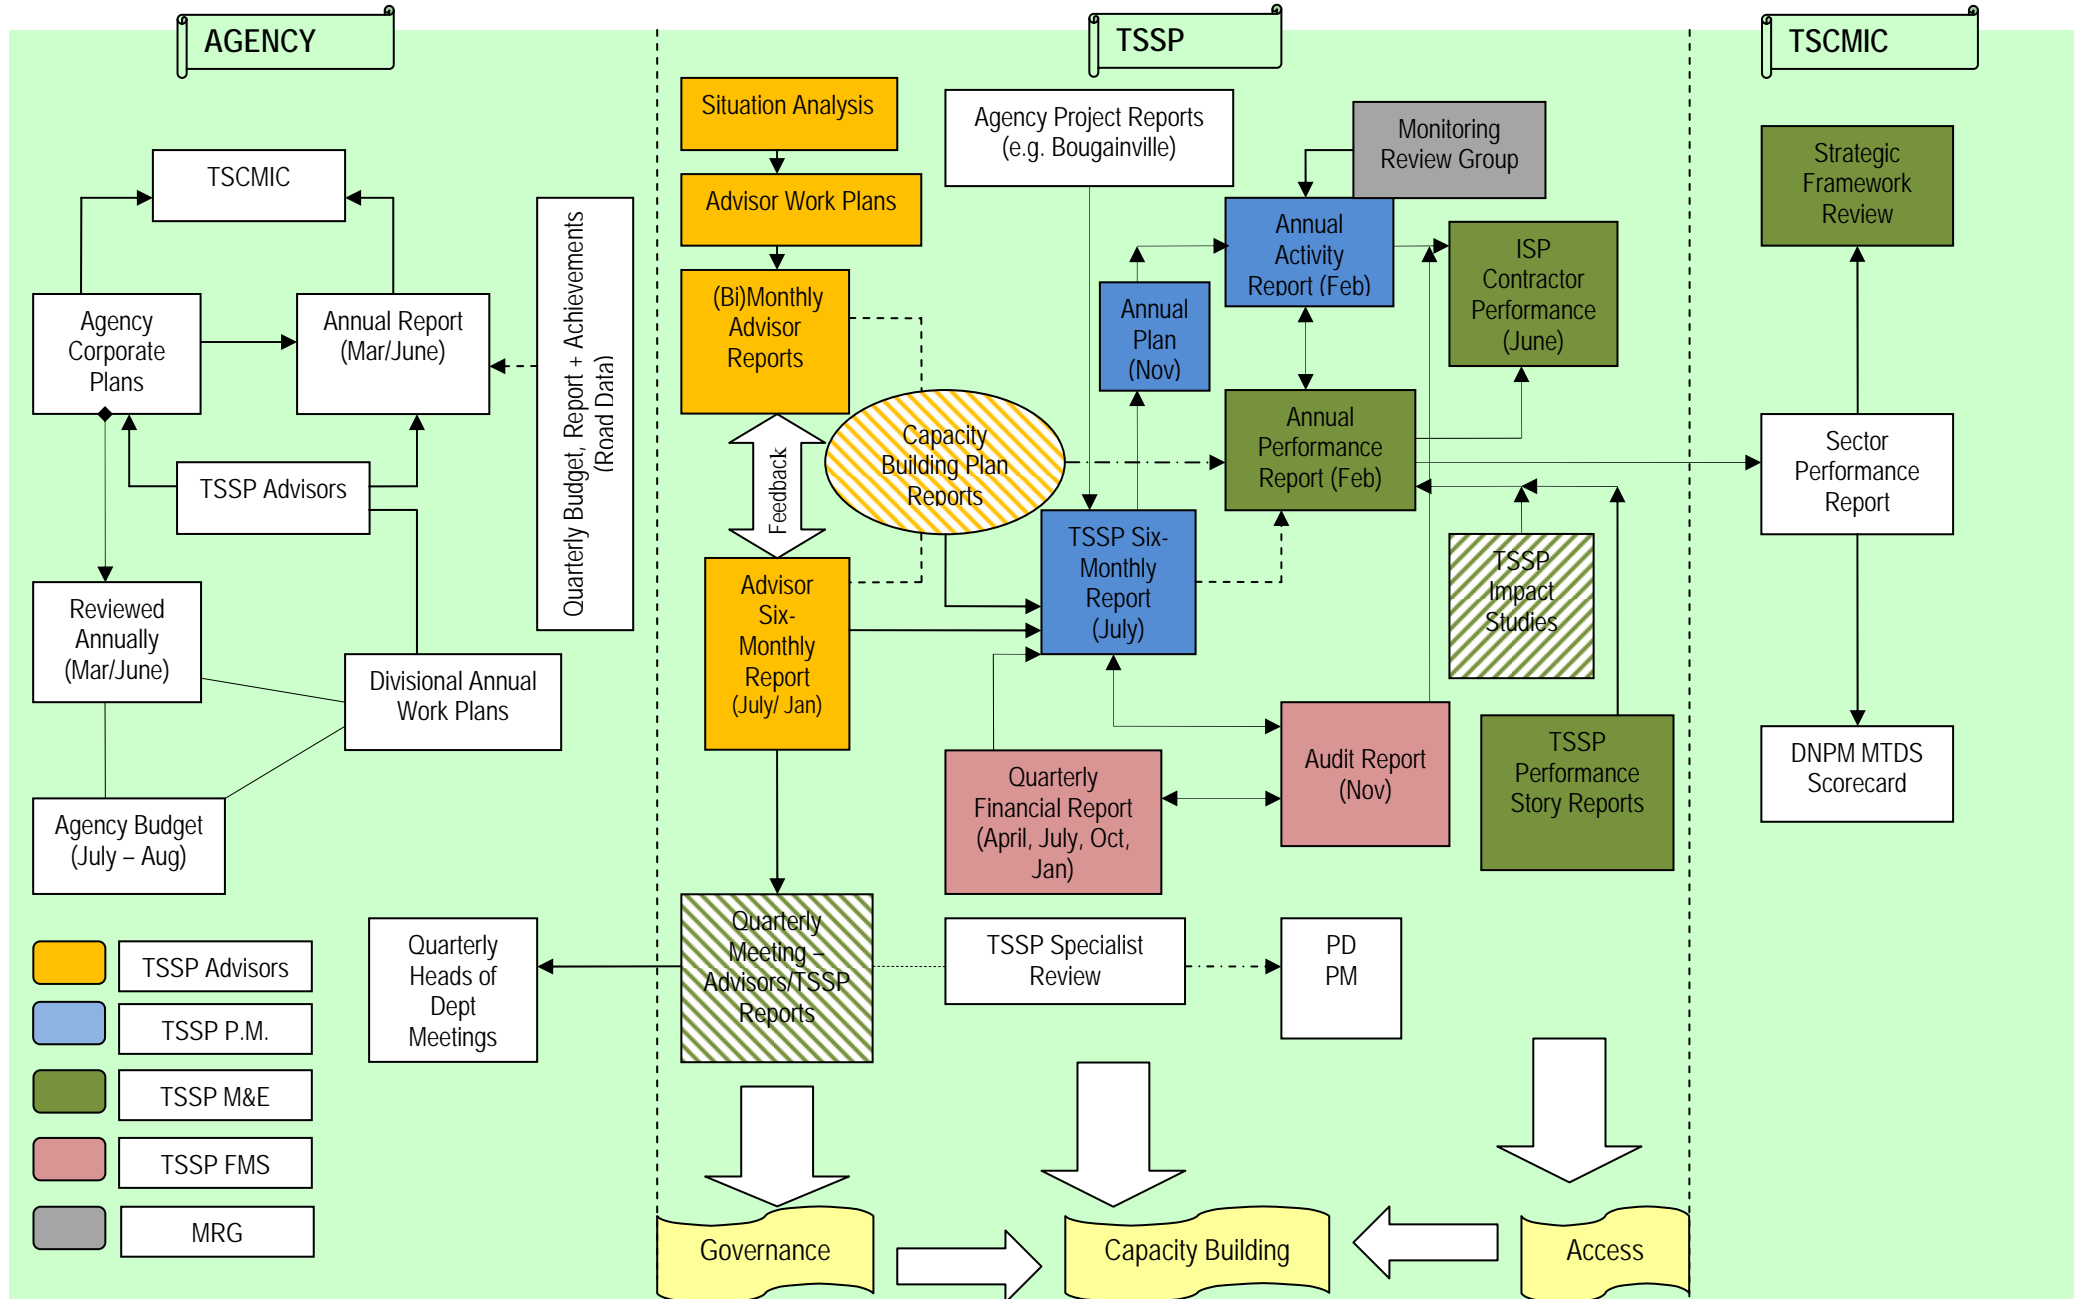 AGENCY
TSSP
TSCMIC
TSCMIC
Agency
Corporate
Plans
Annual Report
(Mar/June)
Quarterly Budget, Report + Achievements
(Road Data)
TSSP Advisors
Reviewed
Annually
(Mar/June)
Divisional Annual
Work Plans
Agency Budget
(July – Aug)
Quarterly
Heads of
Dept
Meetings
TSSP Advisors
TSSP P.M.
TSSP M&E
TSSP FMS
MRG
Situation Analysis
Advisor Work Plans
(Bi)Monthly
Advisor
Reports
Feedback
Capacity
Building Plan
Reports
Advisor
Six-
Monthly
Report
(July/ Jan)
Quarterly
Meeting –
Advisors/TSSP
Reports
Agency Project Reports
(e.g. Bougainville)
Monitoring
Review Group
Annual
Activity
Report (Feb)
Annual
Plan
(Nov)
ISP
Contractor
Performance
(June)
Annual
Performance
Report (Feb)
TSSP Six-
Monthly
Report
(July)
TSSP
Impact
Studies
Quarterly
Financial Report
(April, July, Oct,
Jan)
Audit Report
(Nov)
TSSP
Performance
Story Reports
TSSP Specialist
Review
PD
PM
Strategic
Framework
Review
Sector
Performance
Report
DNPM MTDS
Scorecard
Governance
Capacity Building
Access